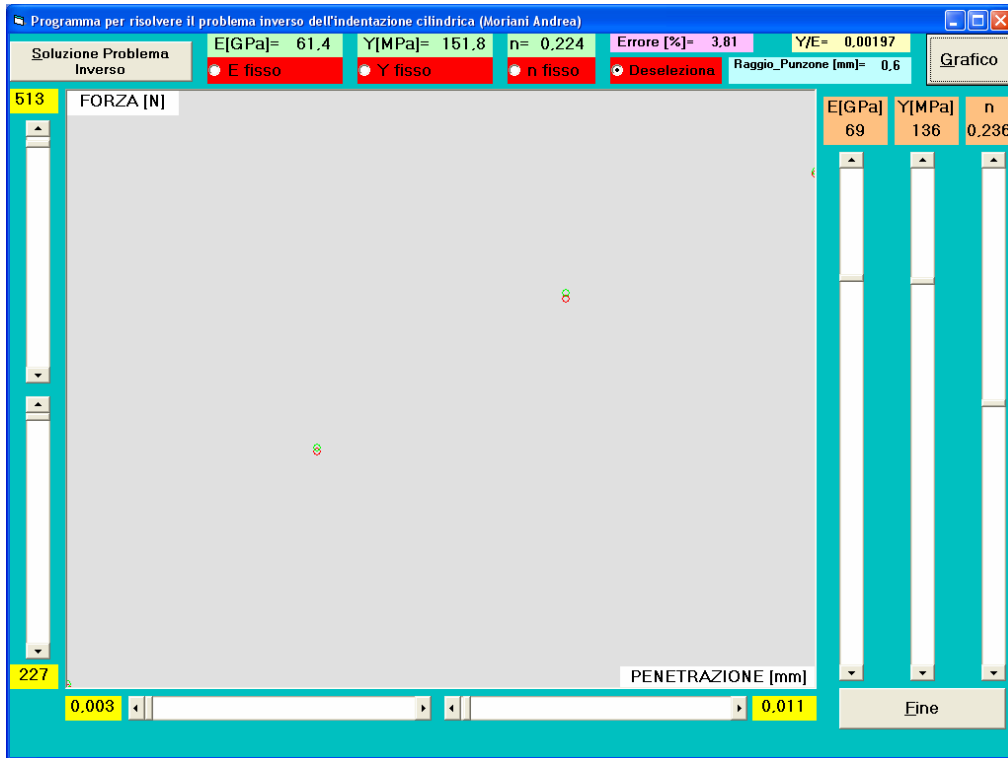 Programma per risolvere il problema inverso dell'indentazione cilindrica (Moriani Andrea)
Soluzione Problema
Inverso
E[GPa]= 61,4
Y[MPa]= 151,8
n= 0,224
Errore [%]= 3,81
Y/E= 0,00197
Grafico
E fisso
Y fisso
n fisso
Deseleziona
Raggio_Punzone [mm]= 0,6
513
FORZA [N]
E[GPa]
69
Y[MPa]
136
n
0,236
227
PENETRAZIONE [mm]
0,003
0,011
Fine